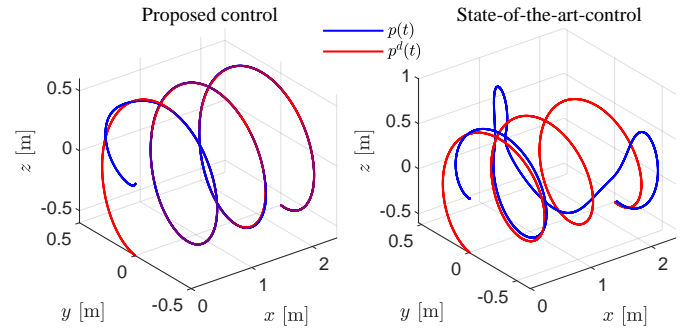 Proposed control
State-of-the-art-control
p(t)
p^d(t)
0.5
0
-0.5
z [m]
0.5
0
-0.5
y [m]
0
1
2
x [m]
1
0.5
0
-0.5
z [m]
0.5
0
-0.5
y [m]
0
1
2
x [m]